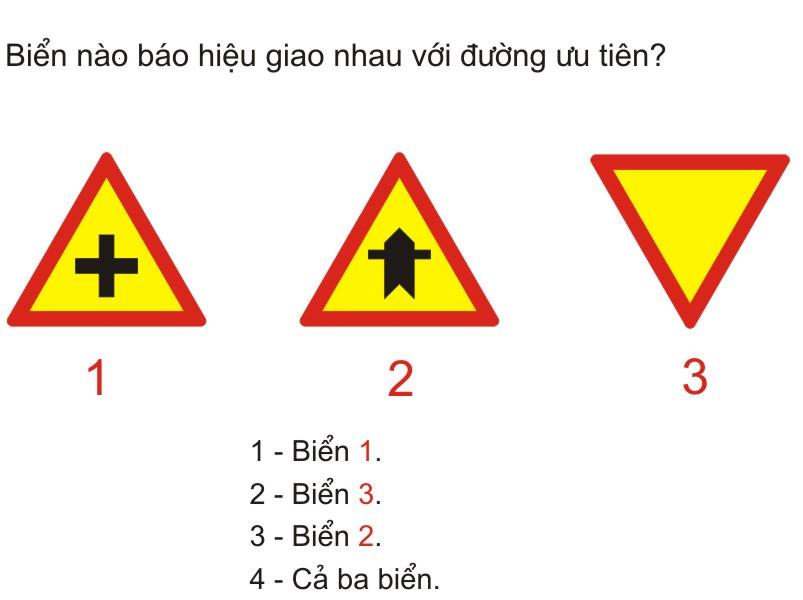 Biển nào báo hiệu giao nhau với đường ưu tiên?
1 2 3
1 - Biển 1.
2 - Biển 3.
3 - Biển 2.
4 - Cả ba biển.